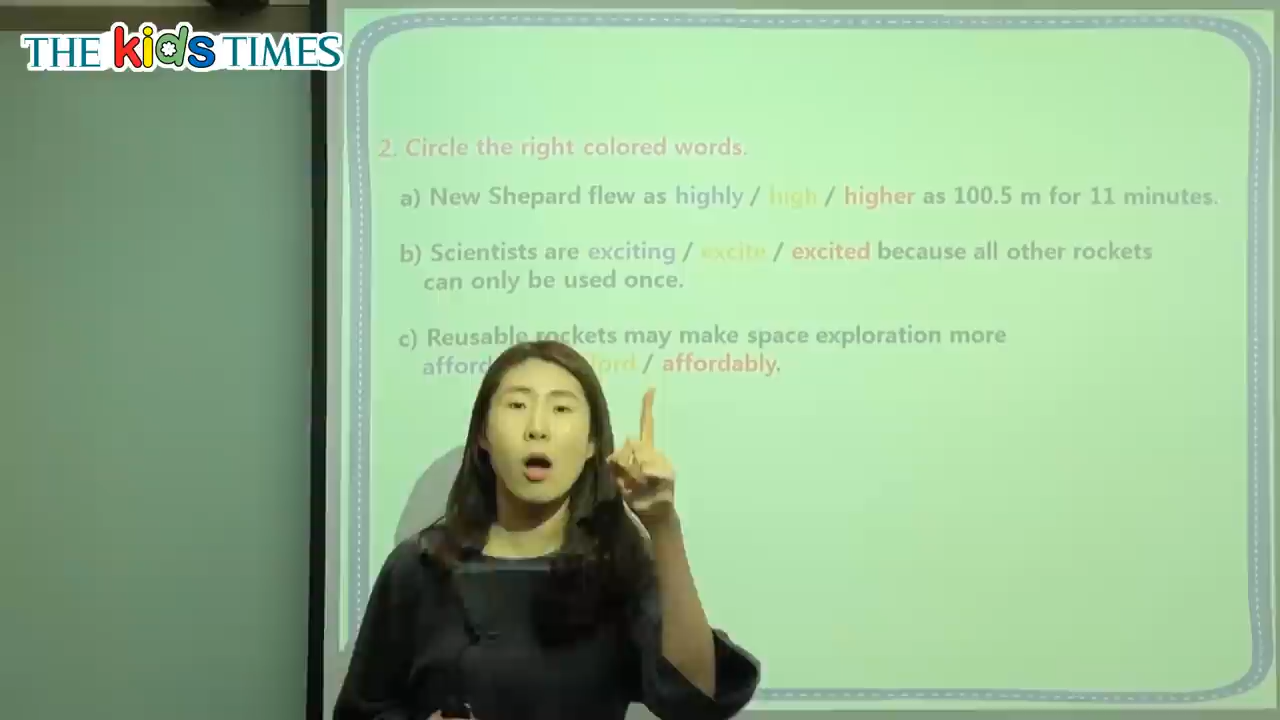 THE kids TIMES
2. Circle the right colored words.
a) New Shepard flew as highly / high / higher as 100.5 m for 11 minutes.
b) Scientists are exciting / excite / excited because all other rockets
can only be used once.
c) Reusable rockets may make space exploration more
/ affordably.